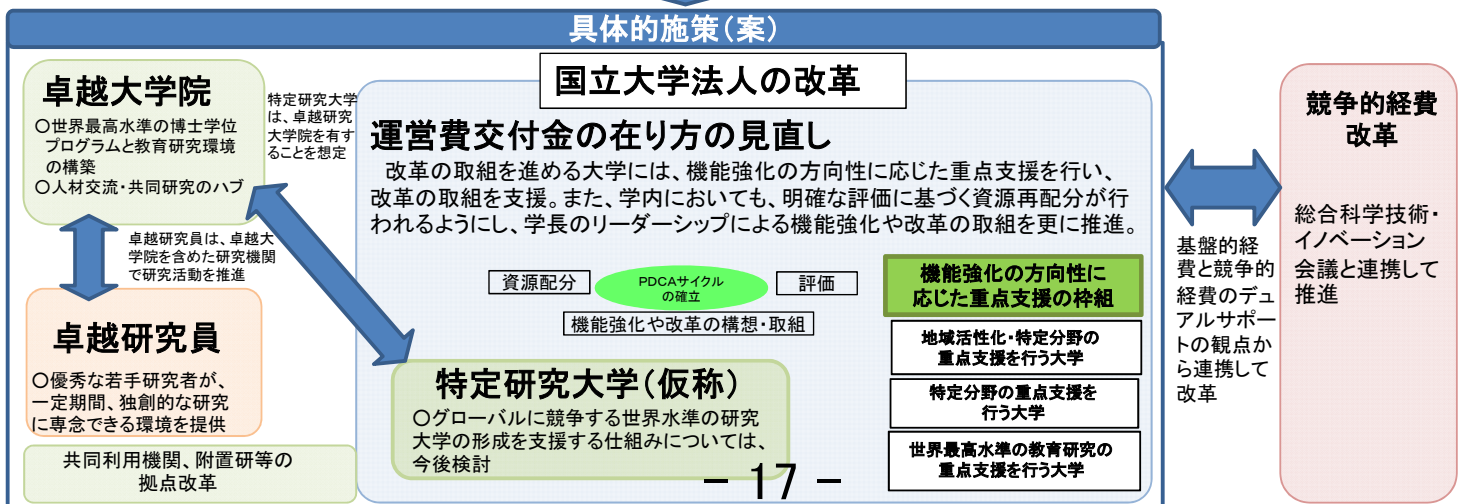 具体的施策(案)
卓越大学院
○世界最高水準の博士学位
プログラムと教育研究環境
の構築
○人材交流・共同研究のハブ
特定研究大学
は、卓越研究
大学院を有す
ることを想定
卓越研究員は、卓越大
学院を含めた研究機関
で研究活動を推進
卓越研究員
○優秀な若手研究者が、
一定期間、独創的な研究
に専念できる環境を提供
共同利用機関、附置研等の
拠点改革
国立大学法人の改革
運営費交付金の在り方の見直し
改革の取組を進める大学には、機能強化の方向性に応じた重点支援を行い、
改革の取組を支援。また、学内においても、明確な評価に基づく資源再配分が行
われるようにし、学長のリーダーシップによる機能強化や改革の取組を更に推進。
資源配分
PDCAサイクル
の確立
評価
機能強化や改革の構想・取組
特定研究大学(仮称)
○グローバルに競争する世界水準の研究
大学の形成を支援する仕組みについては、
今後検討
機能強化の方向性に
応じた重点支援の枠組
地域活性化・特定分野の
重点支援を行う大学
特定分野の重点支援を
行う大学
世界最高水準の教育研究の
重点支援を行う大学
基盤的経
費と競争的
経費のデュ
アルサポー
トの観点か
ら連携して
改革
競争的経費
改革
総合科学技術・
イノベーション
会議と連携して
推進
- 17 -